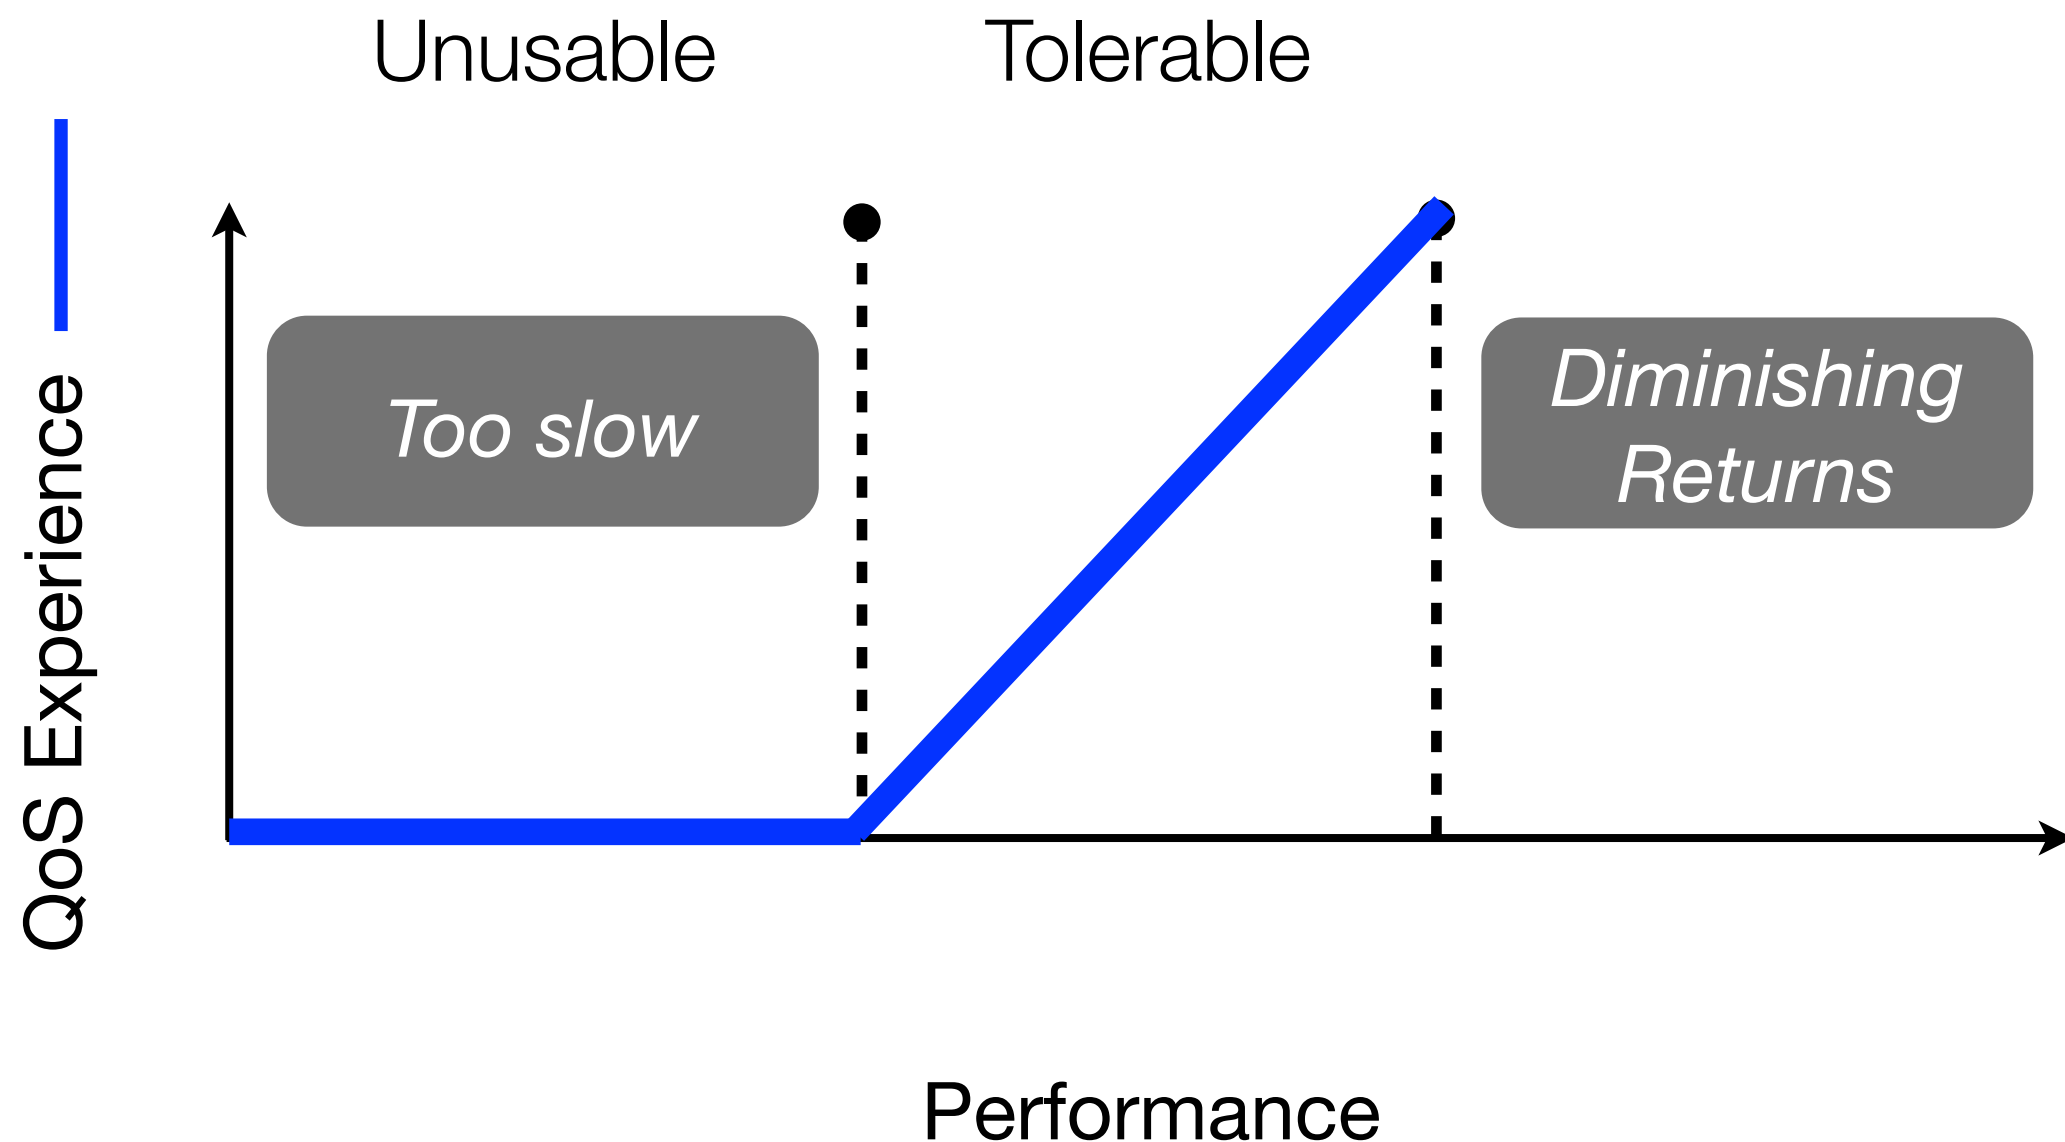 Unusable
Tolerable
QoS Experience
Too slow
Diminishing
Returns
Performance